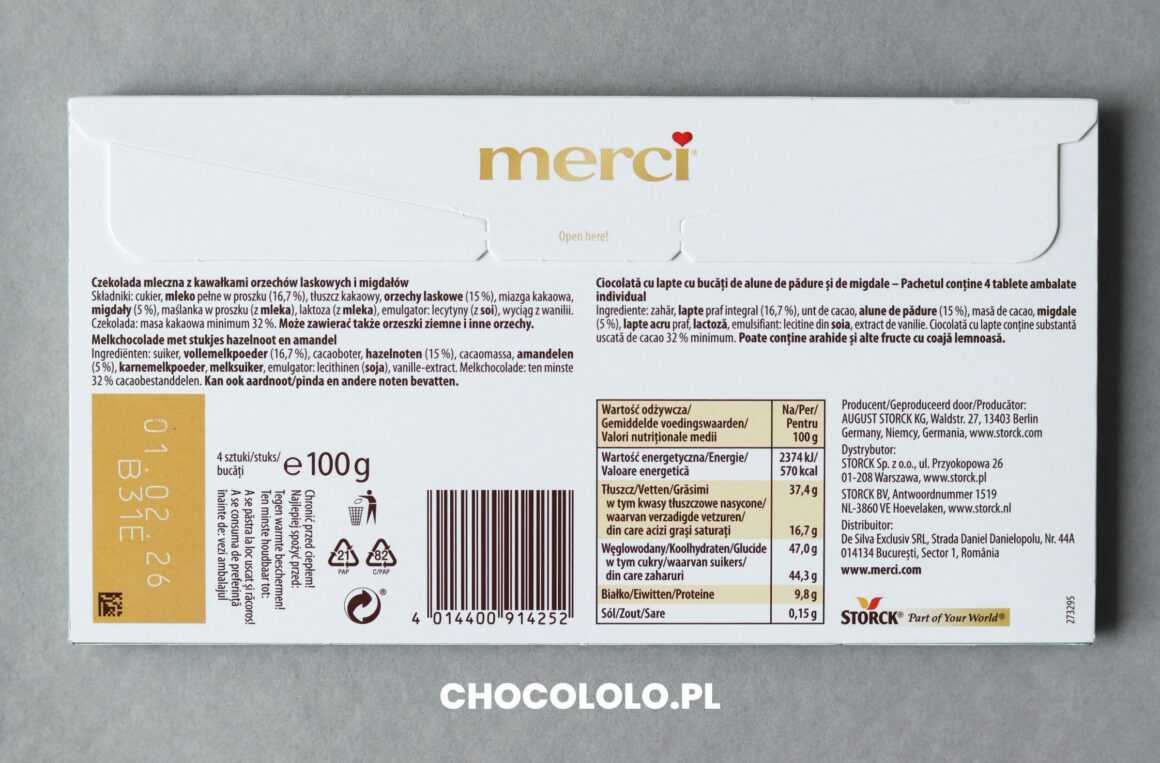 merci
Open here!
Czekolada mleczna z kawałkami orzechów laskowych i migdałów
Składniki: cukier, mleko pełne w proszku (16,7 %), tłuszcz kakaowy, orzechy laskowe (15 %), miazga kakaowa,
migdały (5 %), maślanka w proszku (z mleka), laktoza (z mleka), emulgator: lecytyny (z soi), wyciąg z wanilii.
Czekolada: masa kakaowa minimum 32 %. Może zawierać także orzeszki ziemne i inne orzechy.
Melkchocolade met stukjes hazelnoot en amandel
Ingrediënten: suiker, vollemelkpoeder (16,7 %), cacaoboter, hazelnoten (15 %), cacaomassa, amandelen
(5 %), karnemelkpoeder, melksuiker, emulgator: lecithinen (soja), vanille-extract. Melkchocolade: ten minste
32 % cacaobestanddelen. Kan ook aardnoot/pinda en andere noten bevatten.
Ciocolată cu lapte cu bucăți de alune de pădure și de migdale – Pachetul conține 4 tablete ambalate
individual
Ingrediente: zahăr, lapte praf integral (16,7 %), unt de cacao, alune de pădure (15 %), masă de cacao, migdale
(5 %), lapte acru praf, lactoză, emulsifiant: lecitine din soia, extract de vanilie. Ciocolată cu lapte conține substantă
uscată de cacao 32 % minimum. Poate conține arahide și alte fructe cu coajă lemnoasă.
01.02.26
B31E
4 sztuki/stuks/
bucăți
e 100 g
Chronić przed ciepłem!
Najlepiej spożyć przed:
Tegen warmte beschermen!
Ten minste houdbaar tot:
A se păstra la loc uscat și răcoros!
A se consuma de preferință
înainte de: vezi ambalajul
21
PAP
82
C/PAP
®
4 014400 914252
Wartość odżywcza/
Gemiddelde voedingswaarden/
Valori nutriționale medii
Na/Per/
Pentru
100 g
Wartość energetyczna/Energie/
Valoare energetică
2374 kJ/
570 kcal
Tłuszcz/Vetten/Grăsimi
37,4 g
w tym kwasy tłuszczowe nasycone/
waarvan verzadigde vetzuren/
din care acizi grași saturați
16,7 g
Węglowodany/Koolhydraten/Glucide
47,0 g
w tym cukry/waarvan suikers/
din care zaharuri
44,3 g
Białko/Eiwitten/Proteine
9,8 g
Sól/Zout/Sare
0,15 g
Producent/Geproduceerd door/Producător:
AUGUST STORCK KG, Waldstr. 27, 13403 Berlin
Germany, Niemcy, Germania, www.storck.com
Dystrybutor:
STORCK Sp. z o.o., ul. Przyokopowa 26
01-208 Warszawa, www.storck.pl
STORCK BV, Antwoordnummer 1519
NL-3860 VE Hoevelaken, www.storck.nl
Distribuitor:
De Silva Exclusiv SRL, Strada Daniel Danielopolu, Nr. 44A
014134 București, Sector 1, România
www.merci.com
STORCK® Part of Your World®
273295
CHOCOLOLO.PL